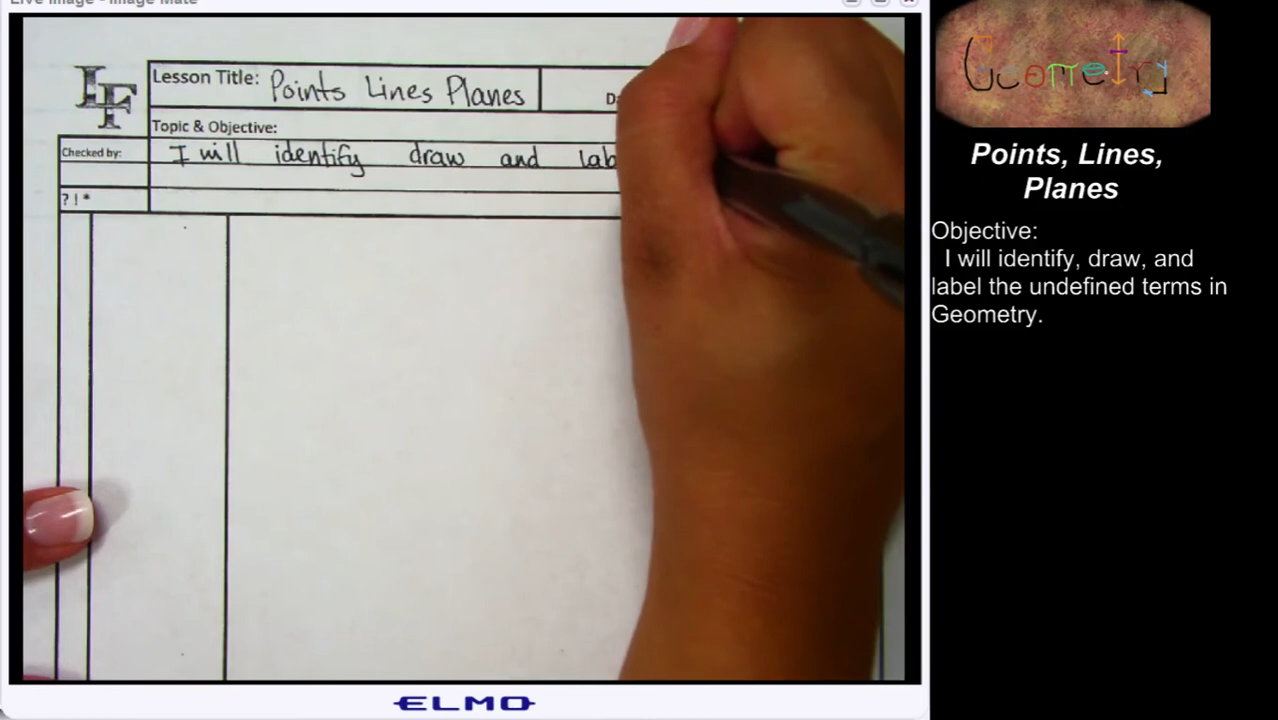 Live Image - Image Mate
LF
Lesson Title: Points Lines Planes
Topic & Objective:
Checked by:
I will identify draw and lab
? ! *
ELMO
Geometry
Points, Lines,
Planes
Objective:
I will identify, draw, and
label the undefined terms in
Geometry.